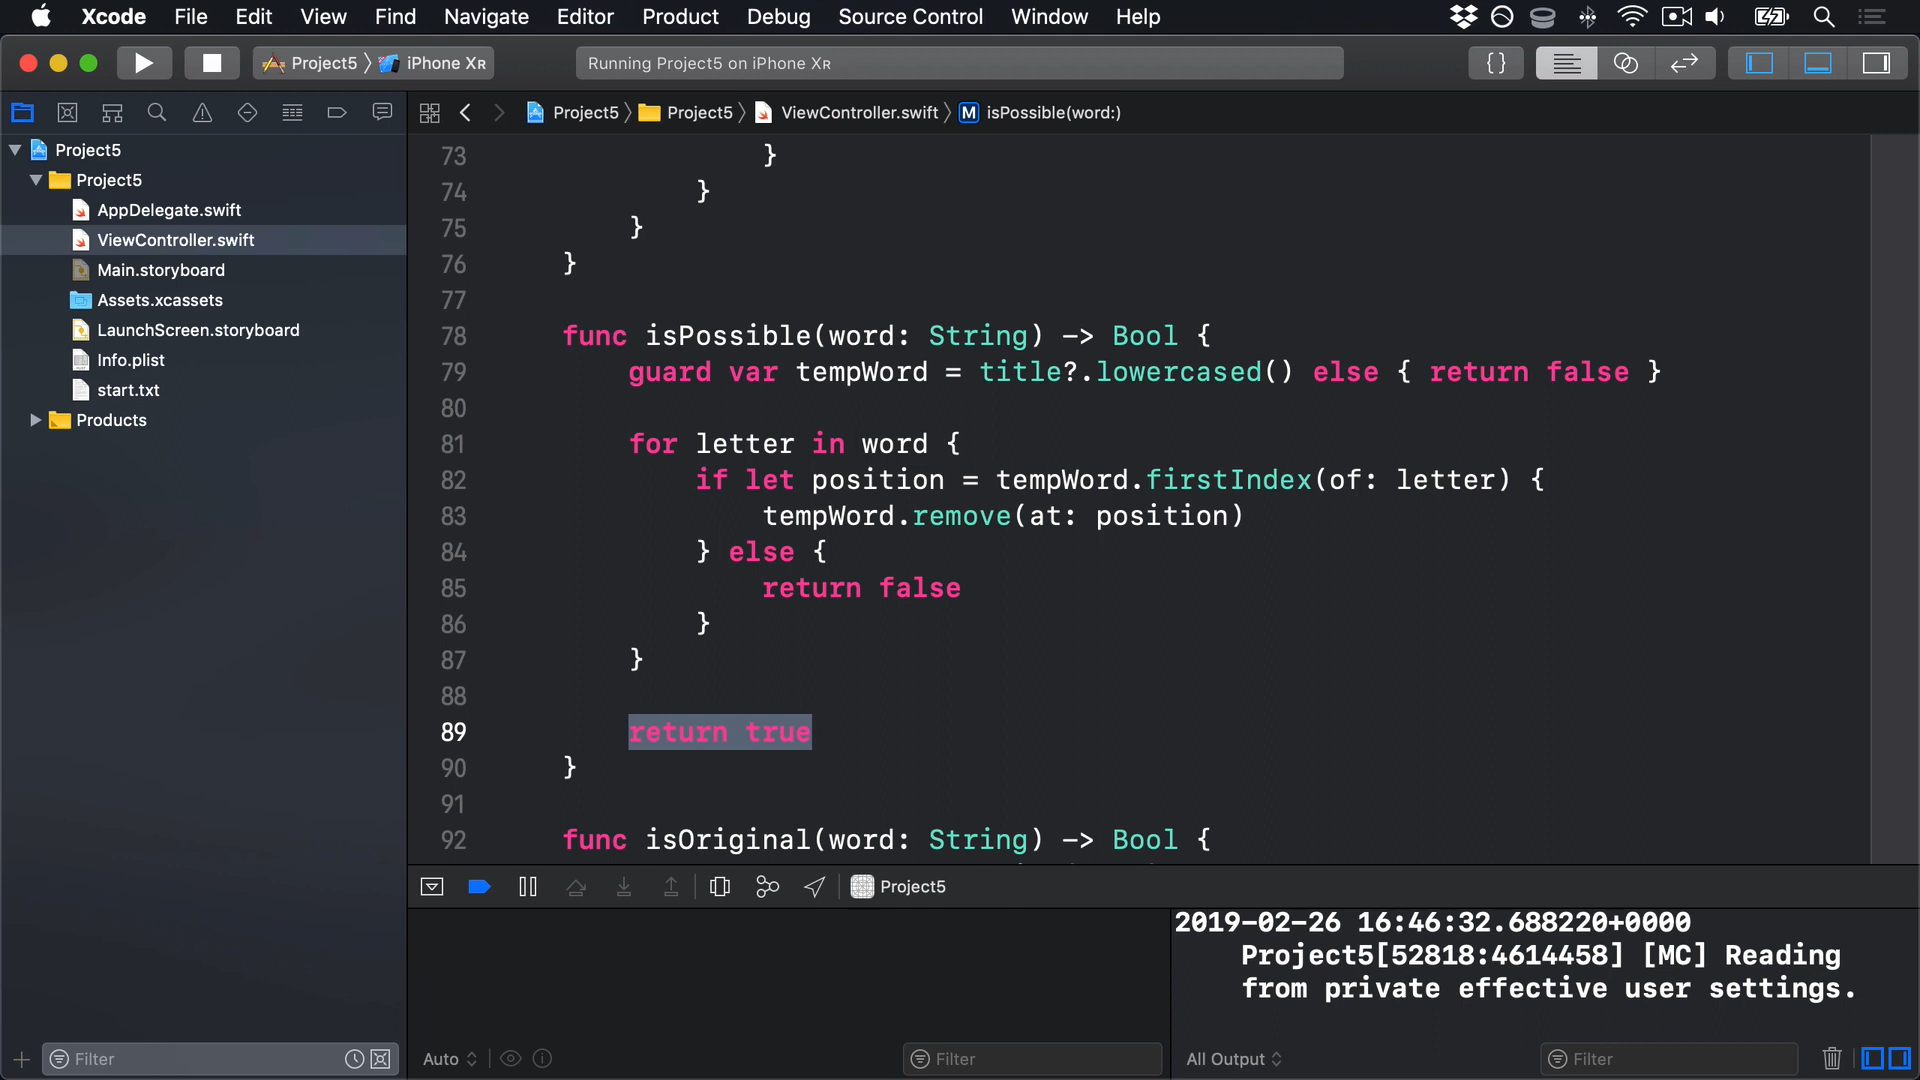 Xcode File Edit View Find Navigate Editor Product Debug Source Control Window Help
Project5 iPhone XR
Running Project5 on iPhone XR
{}
Project5 Project5 ViewController.swift M isPossible(word:)
Project5
Project5
AppDelegate.swift
ViewController.swift
Main.storyboard
Assets.xcassets
LaunchScreen.storyboard
Info.plist
start.txt
Products
73 }
74 }
75 }
76 }
77
78 func isPossible(word: String) -> Bool {
79 guard var tempWord = title?.lowercased() else { return false }
80
81 for letter in word {
82 if let position = tempWord.firstIndex(of: letter) {
83 tempWord.remove(at: position)
84 } else {
85 return false
86 }
87 }
88
89 return true
90 }
91
92 func isOriginal(word: String) -> Bool {
Project5
2019-02-26 16:46:32.688220+0000
Project5[52818:4614458] [MC] Reading
from private effective user settings.
Filter
Auto
Filter
All Output
Filter